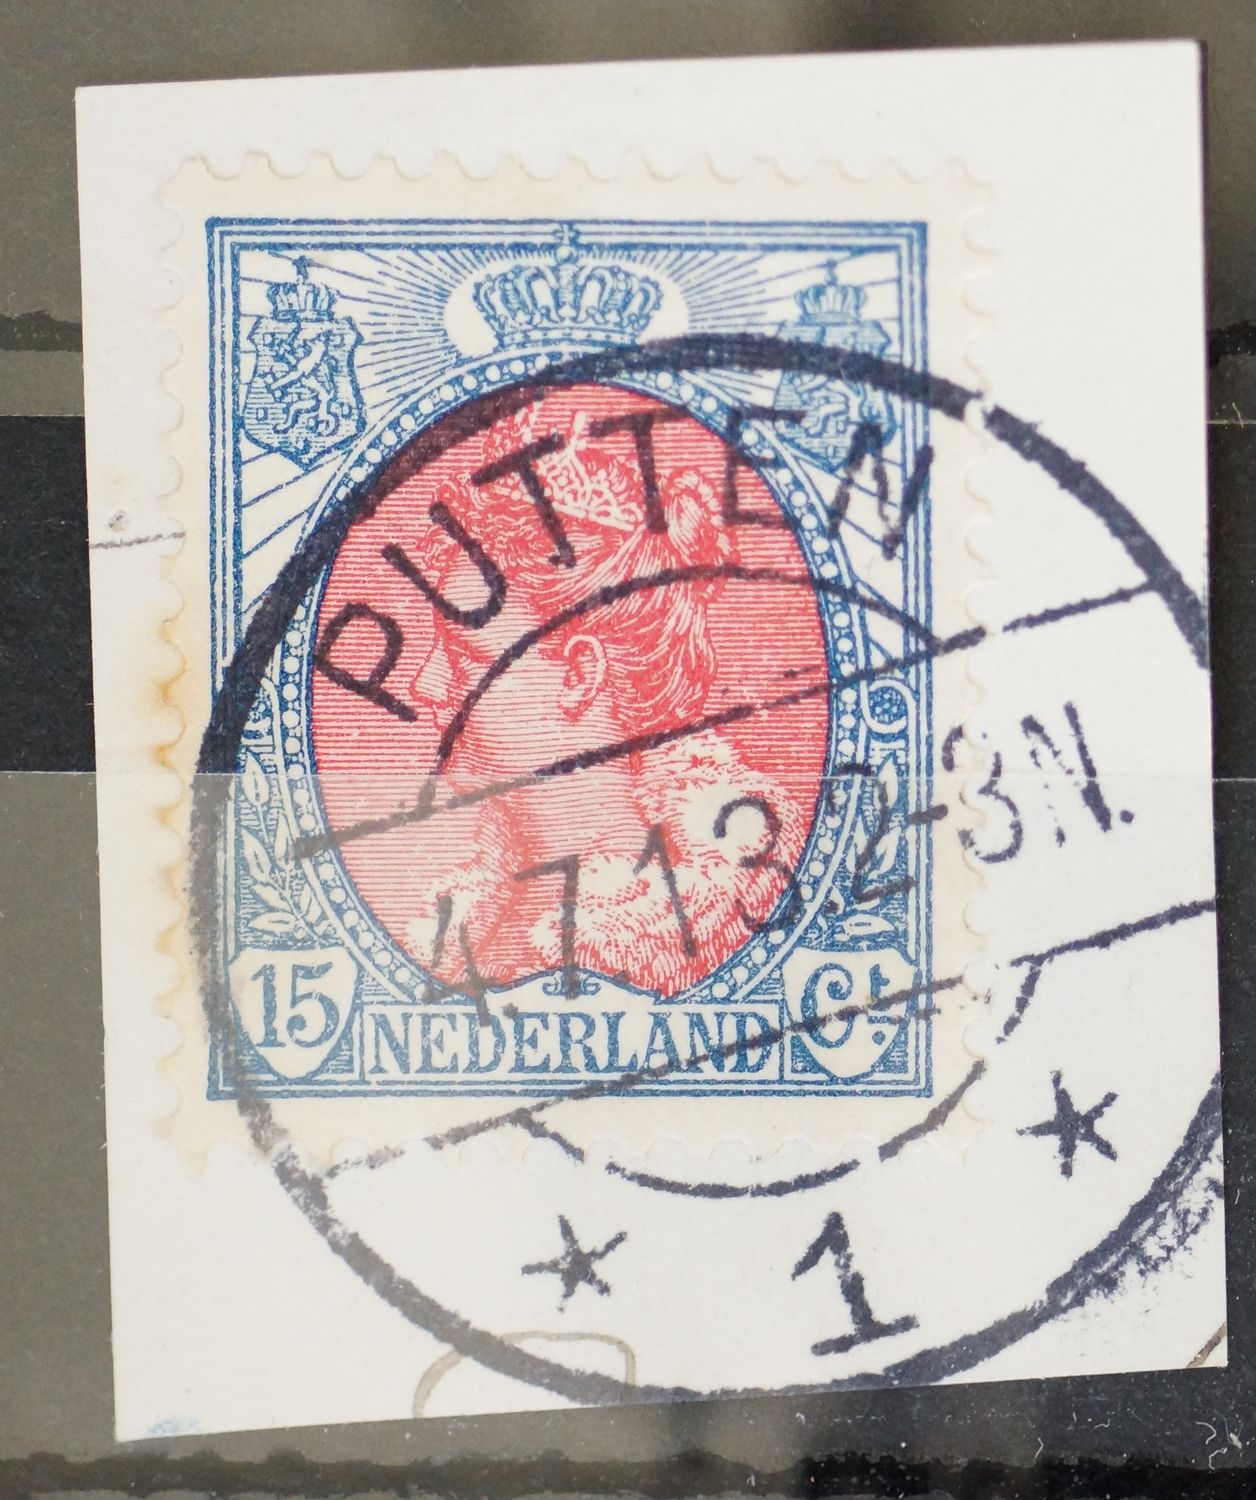 PUTTEN
4.7.13.2-3N.
15 NEDERLAND Ct.
1